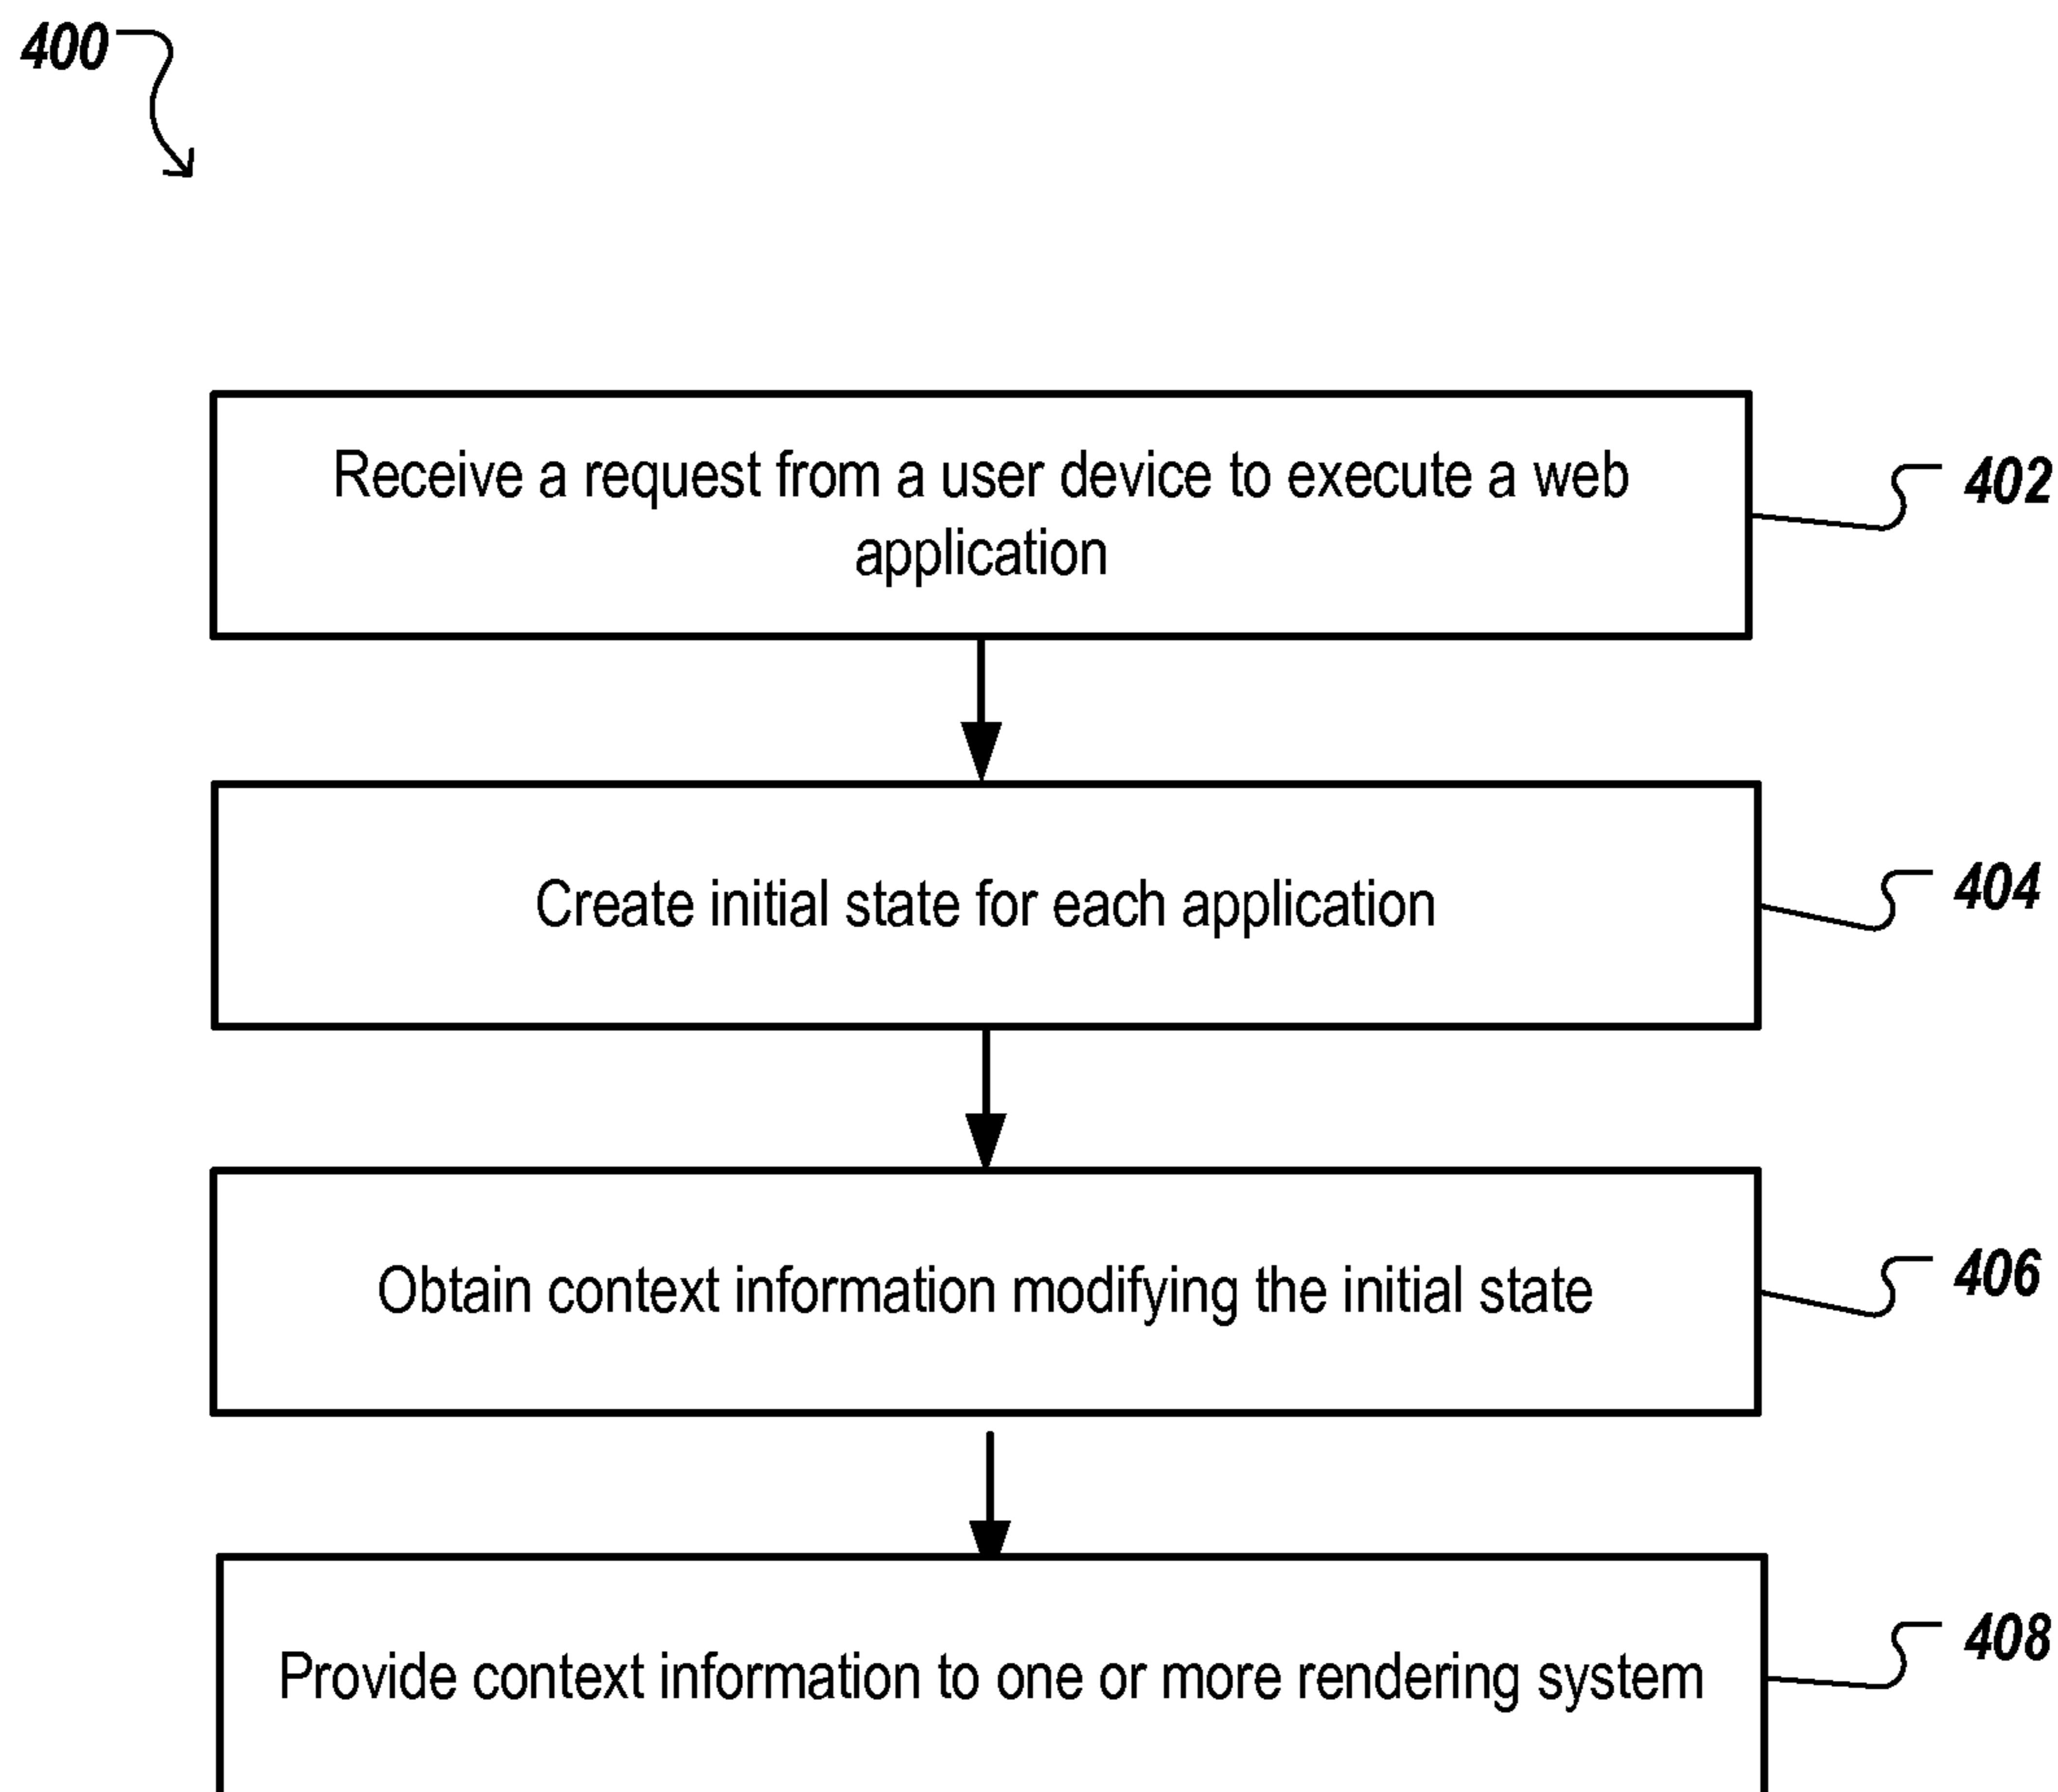 400
Receive a request from a user device to execute a web
application
402
Create initial state for each application
404
Obtain context information modifying the initial state
406
Provide context information to one or more rendering system
408